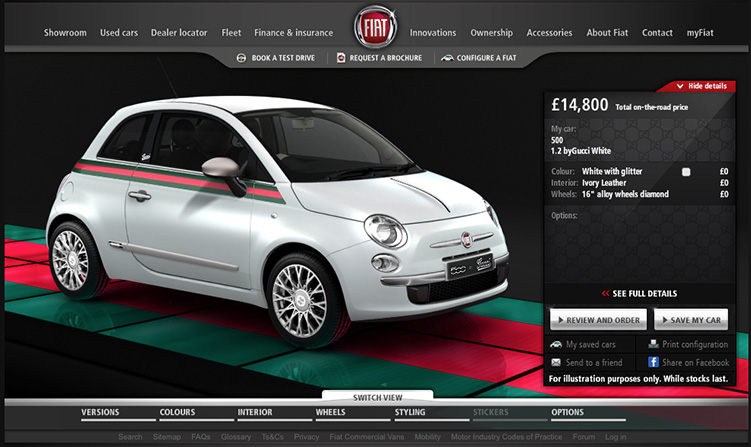 Showroom Used cars Dealer locator Fleet Finance & insurance FIAT Innovations Ownership Accessories About Fiat Contact myFiat
BOOK A TEST DRIVE REQUEST A BROCHURE CONFIGURE A FIAT
Hide details
£14,800 Total on-the-road price
My car:
500
1.2 byGucci White
Colour: White with glitter £0
Interior: Ivory Leather £0
Wheels: 16" alloy wheels diamond £0
Options:
SEE FULL DETAILS
REVIEW AND ORDER SAVE MY CAR
My saved cars Print configuration
Send to a friend Share on Facebook
For illustration purposes only. While stocks last.
500
SWITCH VIEW
VERSIONS COLOURS INTERIOR WHEELS STYLING STICKERS OPTIONS
Search Sitemap FAQs Glossary Ts&Cs Privacy Fiat Commercial Vans Mobility Motor Industry Codes of Practice Forum Log in